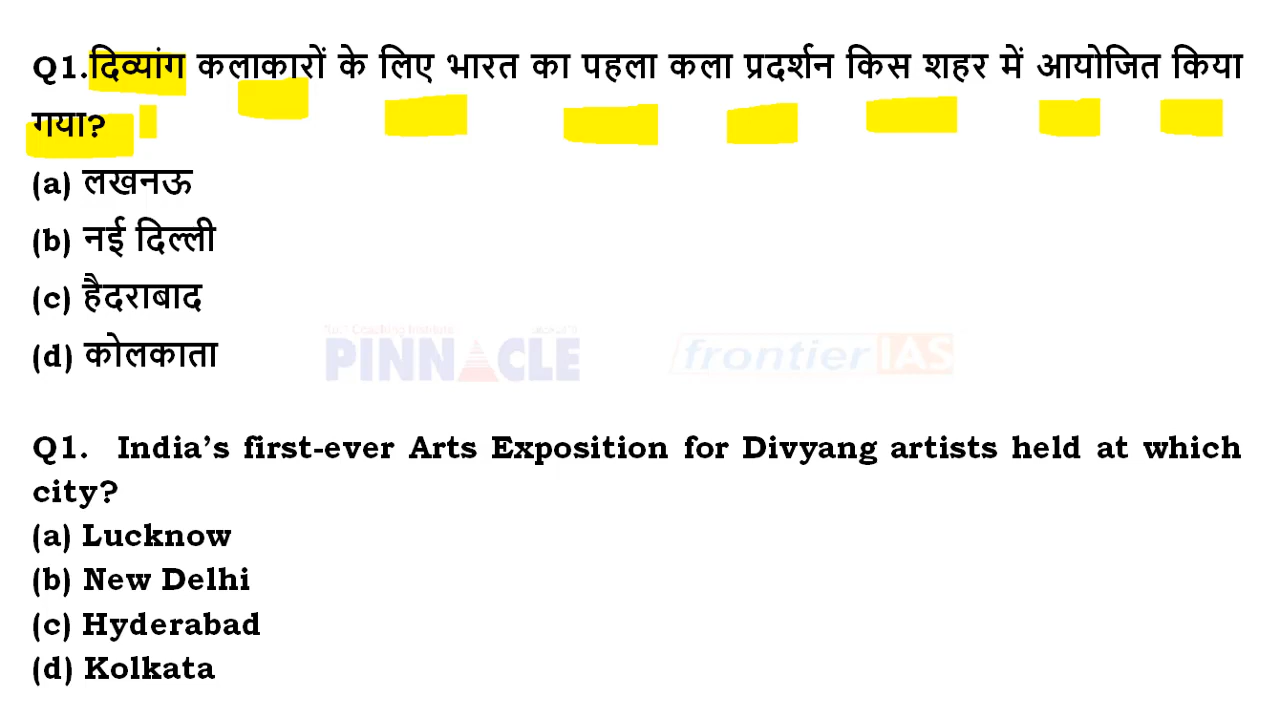 Q1.दिव्यांग कलाकारों के लिए भारत का पहला कला प्रदर्शन किस शहर में आयोजित किया
गया?
(a) लखनऊ
(b) नई दिल्ली
(c) हैदराबाद
(d) कोलकाता
PINNACLE frontier IAS
Q1. India’s first-ever Arts Exposition for Divyang artists held at which
city?
(a) Lucknow
(b) New Delhi
(c) Hyderabad
(d) Kolkata